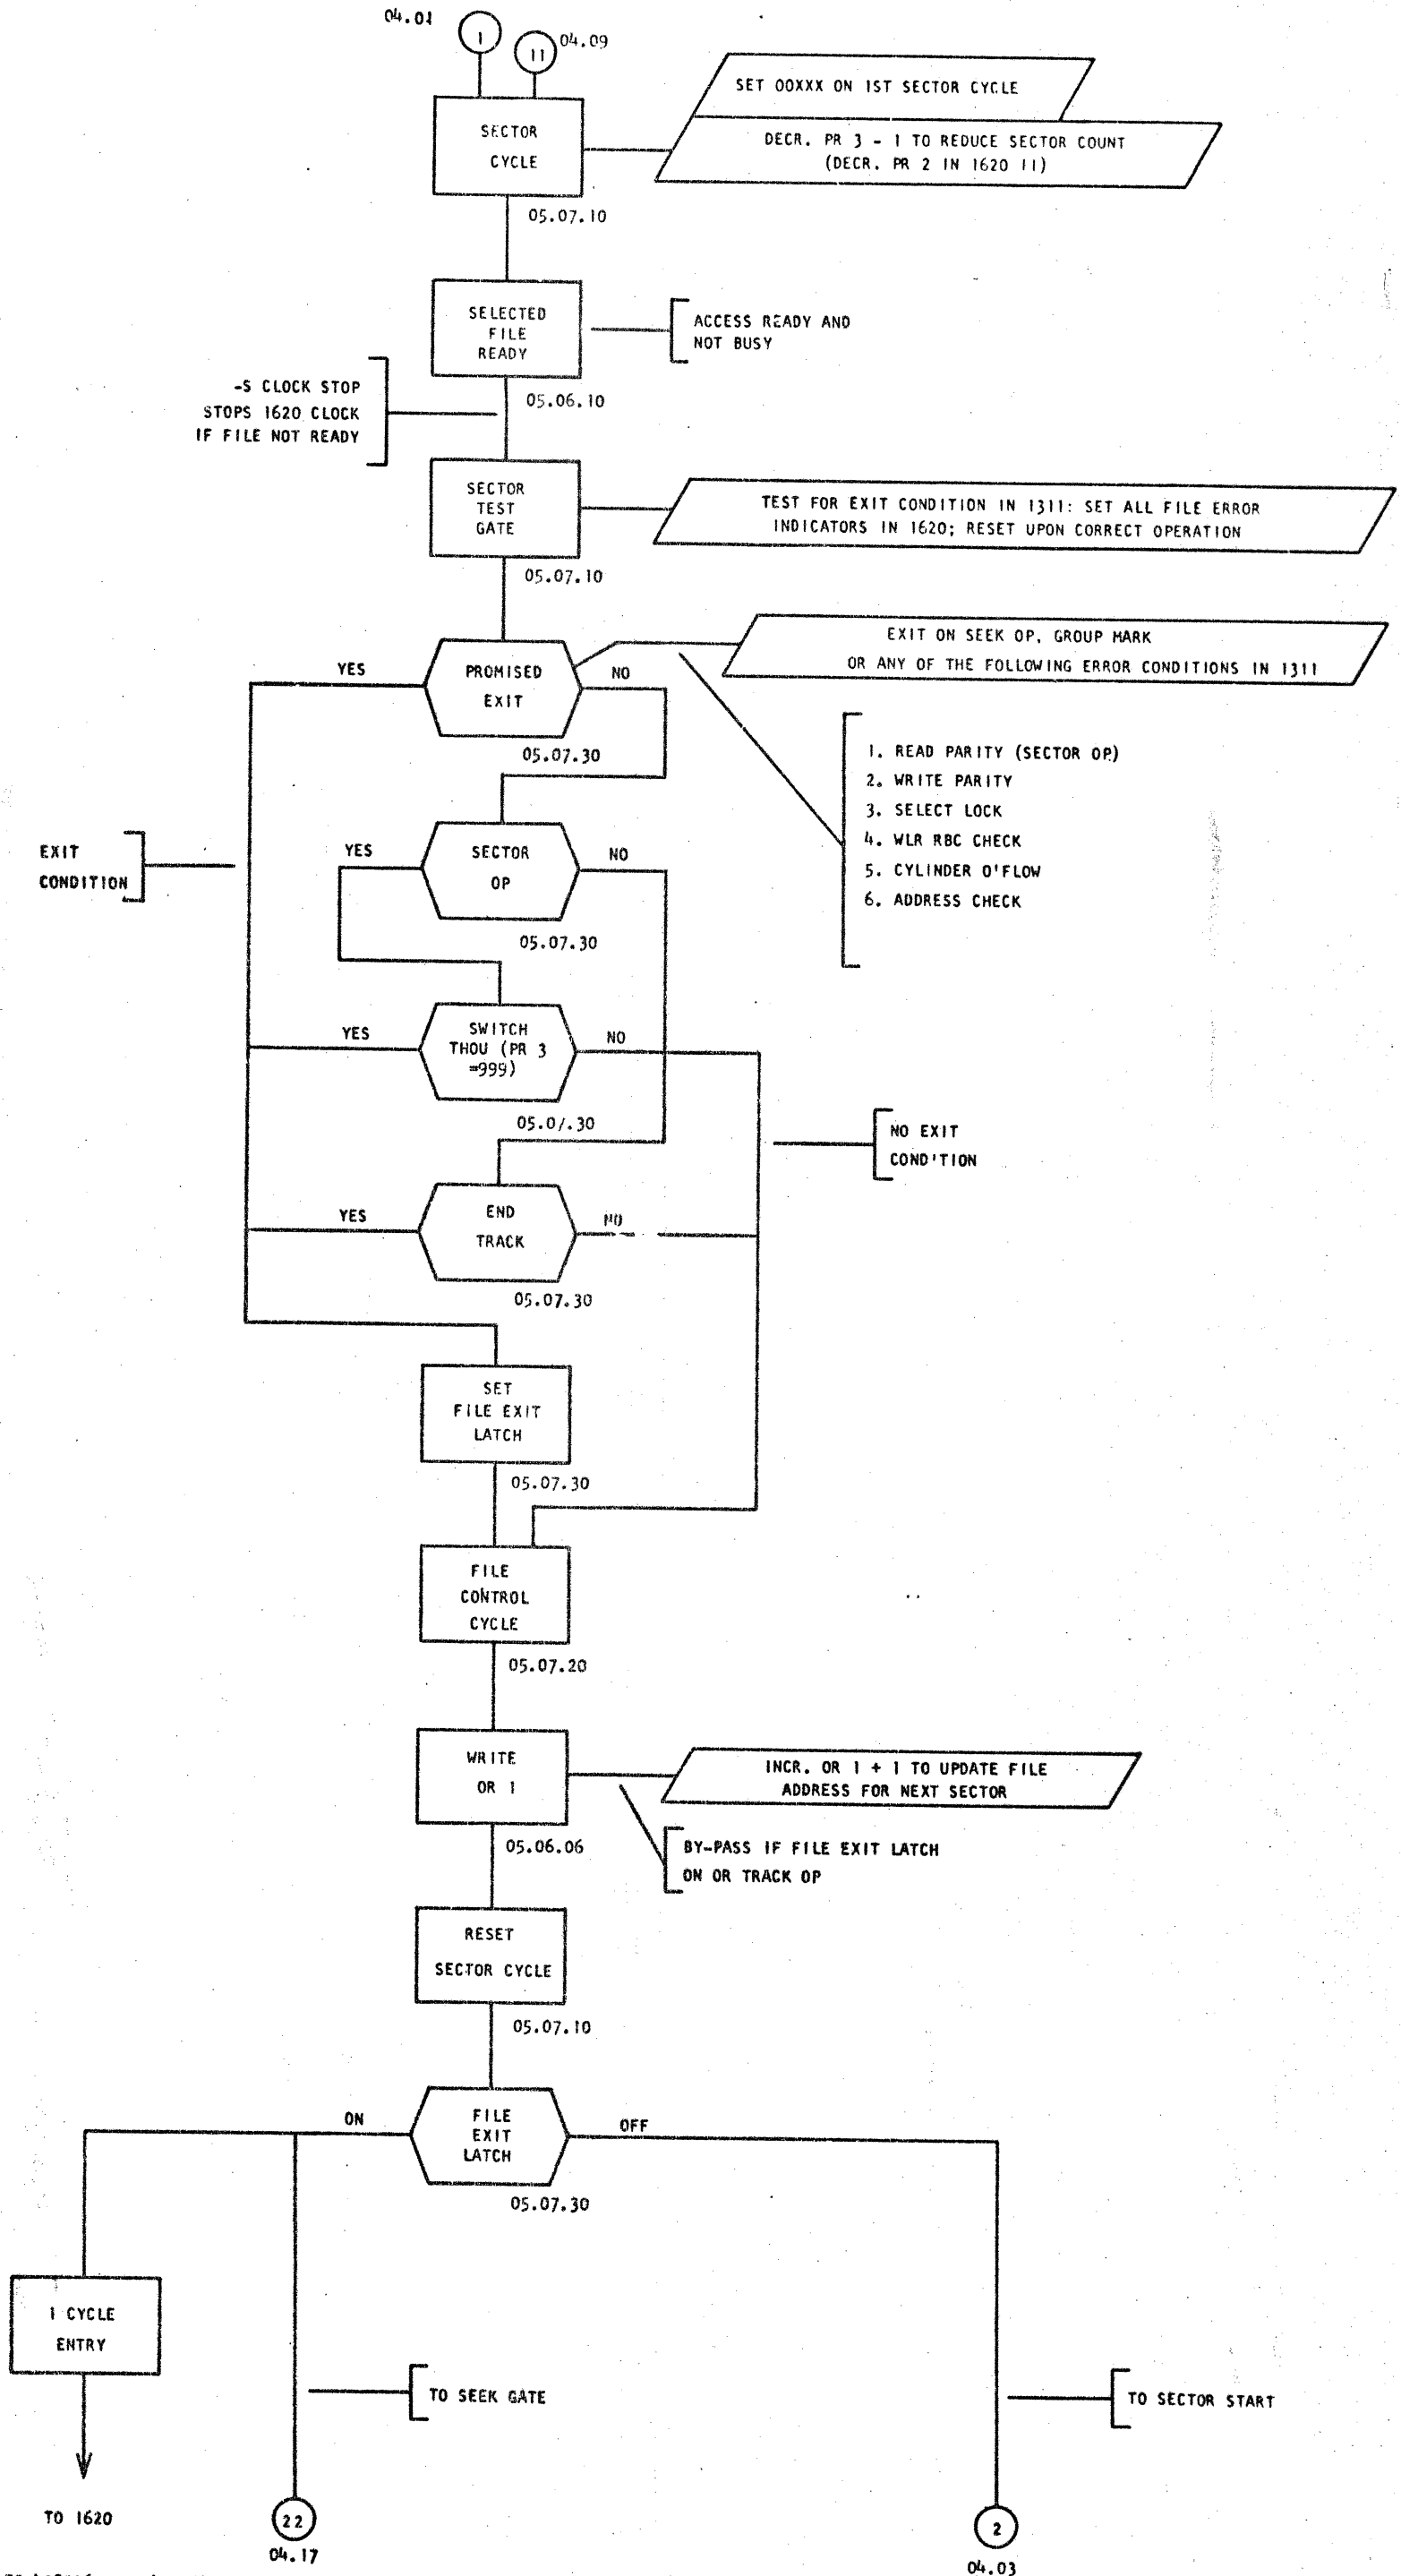 04.01
1
11
04.09
SECTOR
CYCLE
SET 00XXX ON 1ST SECTOR CYCLE
DECR. PR 3 - 1 TO REDUCE SECTOR COUNT
(DECR. PR 2 IN 1620 11)
05.07.10
SELECTED
FILE
READY
ACCESS READY AND
NOT BUSY
-S CLOCK STOP
STOPS 1620 CLOCK
IF FILE NOT READY
05.06.10
SECTOR
TEST
GATE
TEST FOR EXIT CONDITION IN 1311: SET ALL FILE ERROR
INDICATORS IN 1620; RESET UPON CORRECT OPERATION
05.07.10
YES
PROMISED
EXIT
NO
EXIT ON SEEK OP, GROUP MARK
OR ANY OF THE FOLLOWING ERROR CONDITIONS IN 1311
05.07.30
1. READ PARITY (SECTOR OP)
2. WRITE PARITY
3. SELECT LOCK
4. WLR RBC CHECK
5. CYLINDER O'FLOW
6. ADDRESS CHECK
EXIT
CONDITION
YES
SECTOR
OP
NO
05.07.30
YES
SWITCH
THOU (PR 3
=999)
NO
05.0/.30
NO EXIT
COND'TION
YES
END
TRACK
NO
05.07.30
SET
FILE EXIT
LATCH
05.07.30
FILE
CONTROL
CYCLE
05.07.20
WRITE
OR 1
INCR. OR 1 + 1 TO UPDATE FILE
ADDRESS FOR NEXT SECTOR
05.06.06
BY-PASS IF FILE EXIT LATCH
ON OR TRACK OP
RESET
SECTOR CYCLE
05.07.10
ON
FILE
EXIT
LATCH
OFF
05.07.30
1 CYCLE
ENTRY
TO SEEK GATE
TO SECTOR START
TO 1620
22
04.17
2
04.03